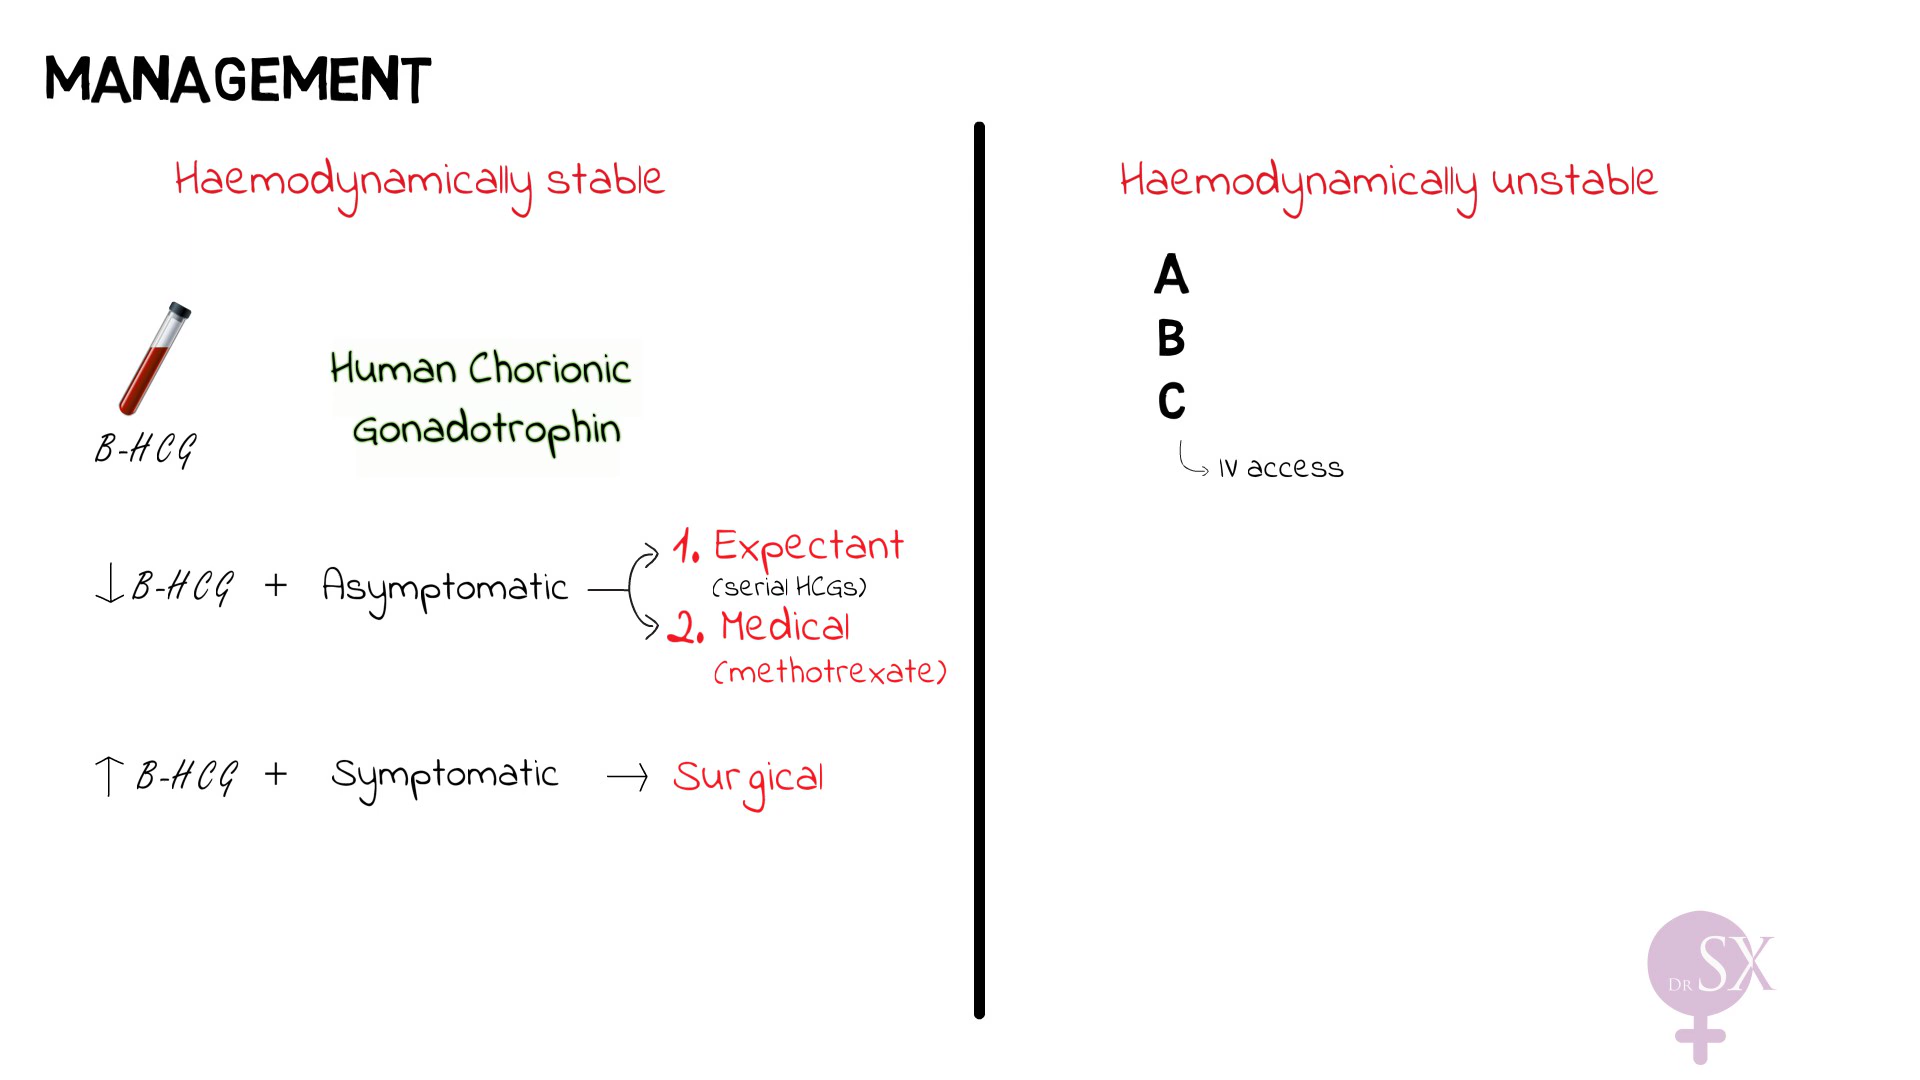 MANAGEMENT
Haemodynamically stable
B-HCG
Human Chorionic
Gonadotrophin
↓ B-HCG + Asymptomatic
1. Expectant
(serial HCGs)
2. Medical
(methotrexate)
↑ B-HCG + Symptomatic → Surgical
Haemodynamically unstable
A
B
C
IV access
DR SX